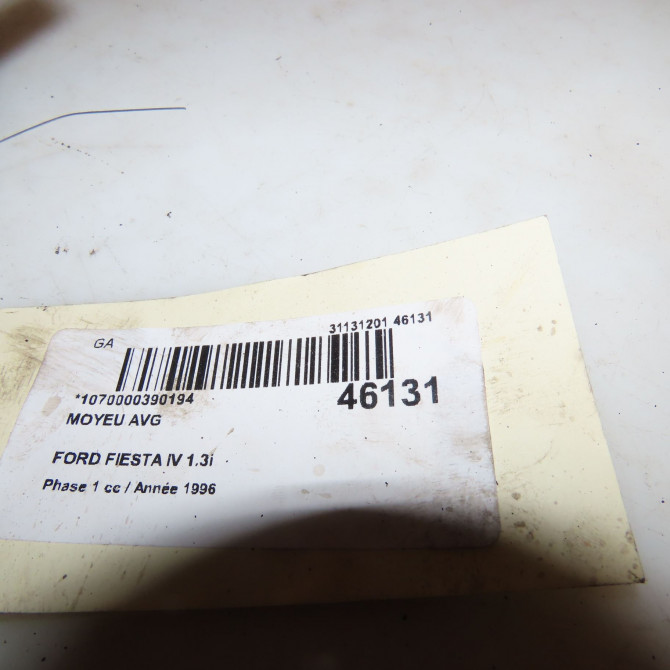 GA
31131201 46131
*1070000390194
46131
MOYEU AVG
FORD FIESTA IV 1.3i
Phase 1 cc / Année 1996